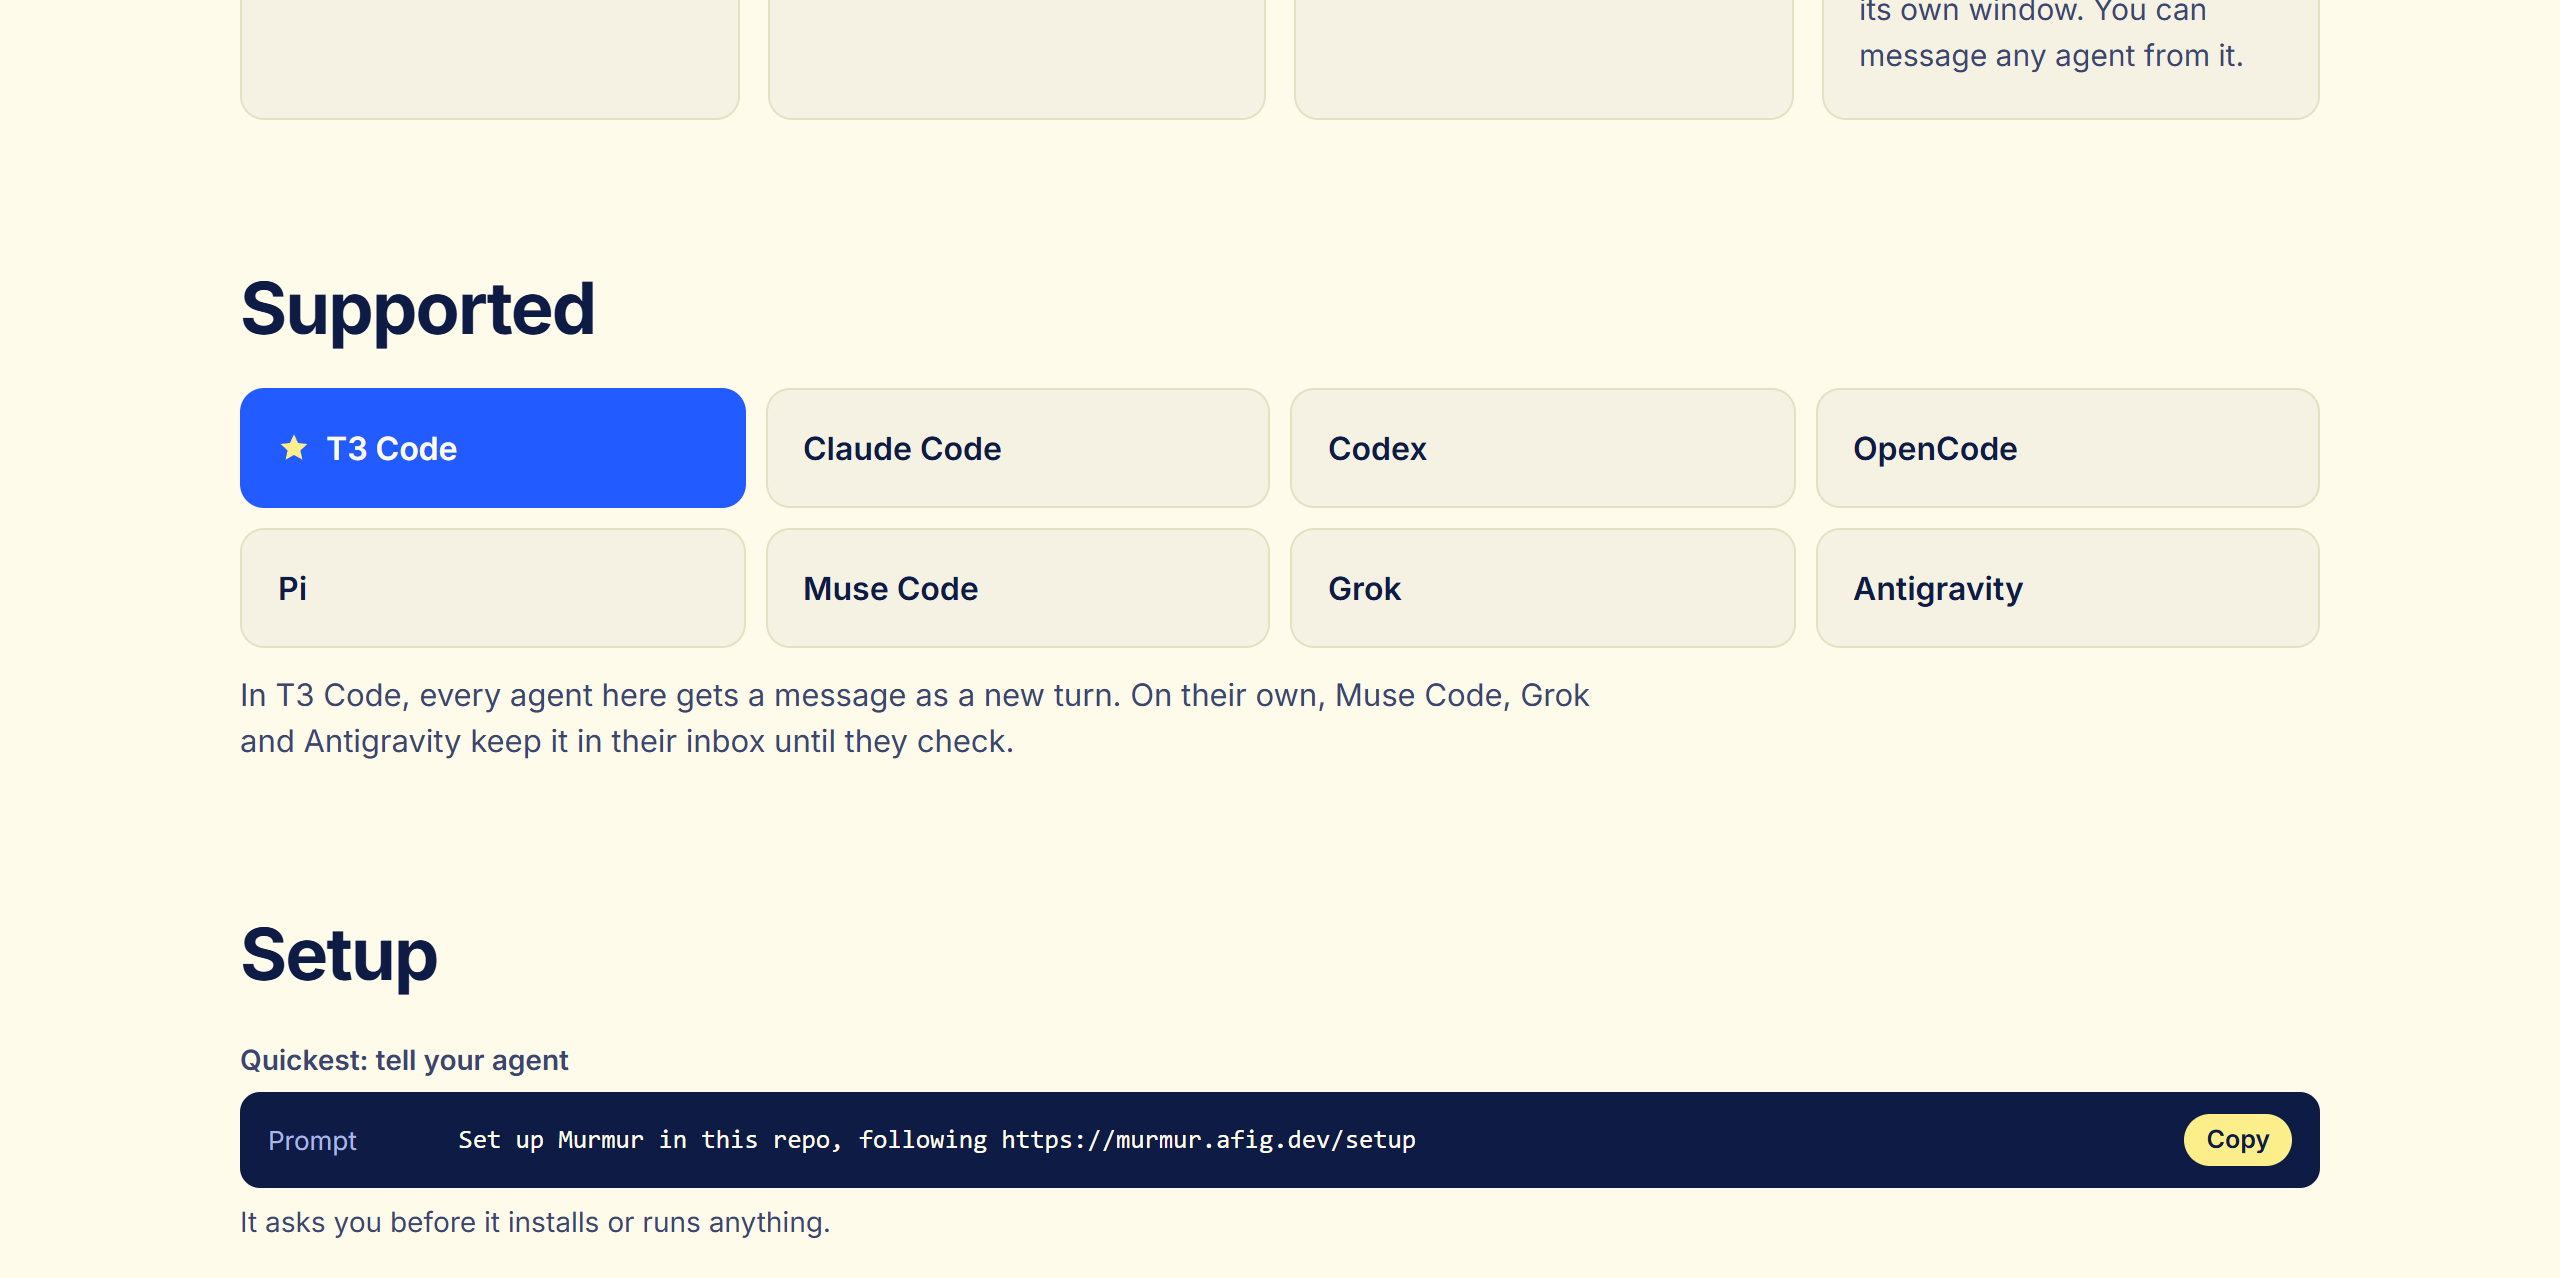 its own window. You can
message any agent from it.
Supported
T3 Code
Claude Code
Codex
OpenCode
Pi
Muse Code
Grok
Antigravity
In T3 Code, every agent here gets a message as a new turn. On their own, Muse Code, Grok
and Antigravity keep it in their inbox until they check.
Setup
Quickest: tell your agent
Prompt
Set up Murmur in this repo, following https://murmur.afig.dev/setup
Copy
It asks you before it installs or runs anything.